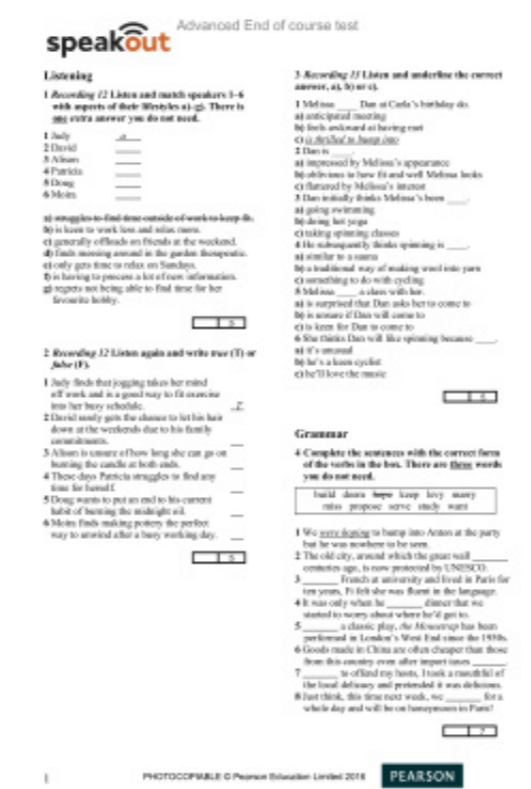 Advanced End of course test
speakout
Listening
1 Recording 12 Listen and match speakers 1–6
with aspects of their lifestyles a)–g). There is
one extra answer you do not need.
1 Judy a
2 David
3 Alison
4 Patricia
5 Doug
6 Moira
a) struggles to find time outside of work to keep fit.
b) is keen to work less and relax more.
c) generally offloads on friends at the weekend.
d) finds messing around in the garden therapeutic.
e) only gets time to relax on Sundays.
f) is having to process a lot of new information.
g) regrets not being able to find time for her
favourite hobby.
5
2 Recording 12 Listen again and write true (T) or
false (F).
1 Judy finds that jogging takes her mind
off work and is a good way to fit exercise
into her busy schedule. T
2 David rarely gets the chance to let his hair
down at the weekends due to his family
commitments.
3 Alison is unsure of how long she can go on
burning the candle at both ends.
4 These days Patricia struggles to find any
time for herself.
5 Doug wants to put an end to his current
habit of burning the midnight oil.
6 Moira finds making pottery the perfect
way to unwind after a busy working day.
5
3 Recording 13 Listen and underline the correct
answer, a), b) or c).
1 Melissa ____ Dan at Carla's birthday do.
a) anticipated meeting
b) feels awkward at having met
c) is thrilled to bump into
2 Dan is ____.
a) impressed by Melissa's appearance
b) oblivious to how fit and well Melissa looks
c) flattered by Melissa's interest
3 Dan initially thinks Melissa's been ____.
a) going swimming
b) doing hot yoga
c) taking spinning classes
4 He subsequently thinks spinning is ____.
a) similar to a sauna
b) a traditional way of making wool into yarn
c) something to do with cycling
5 Melissa ____ a class with her.
a) is surprised that Dan asks her to come to
b) is unsure if Dan will come to
c) is keen for Dan to come to
6 She thinks Dan will like spinning because ____.
a) it's unusual
b) he's a keen cyclist
c) he'll love the music
5
Grammar
4 Complete the sentences with the correct form
of the verbs in the box. There are three words
you do not need.
build deem hope keep levy marry
miss propose serve study want
1 We were hoping to bump into Anton at the party
but he was nowhere to be seen.
2 The old city, around which the great wall ______
centuries ago, is now protected by UNESCO.
3 ______ French at university and lived in Paris for
ten years, Fi felt she was fluent in the language.
4 It was only when he ______ dinner that we
started to worry about where he'd got to.
5 ______ a classic play, the Mousetrap has been
performed in London's West End since the 1950s.
6 Goods made in China are often cheaper than those
from this country even after import taxes ______.
7 ______ to offend my hosts, I took a mouthful of
the local delicacy and pretended it was delicious.
8 Just think, this time next week, we ______ for a
whole day and will be on honeymoon in Paris!
7
1
PHOTOCOPIABLE © Pearson Education Limited 2016
PEARSON